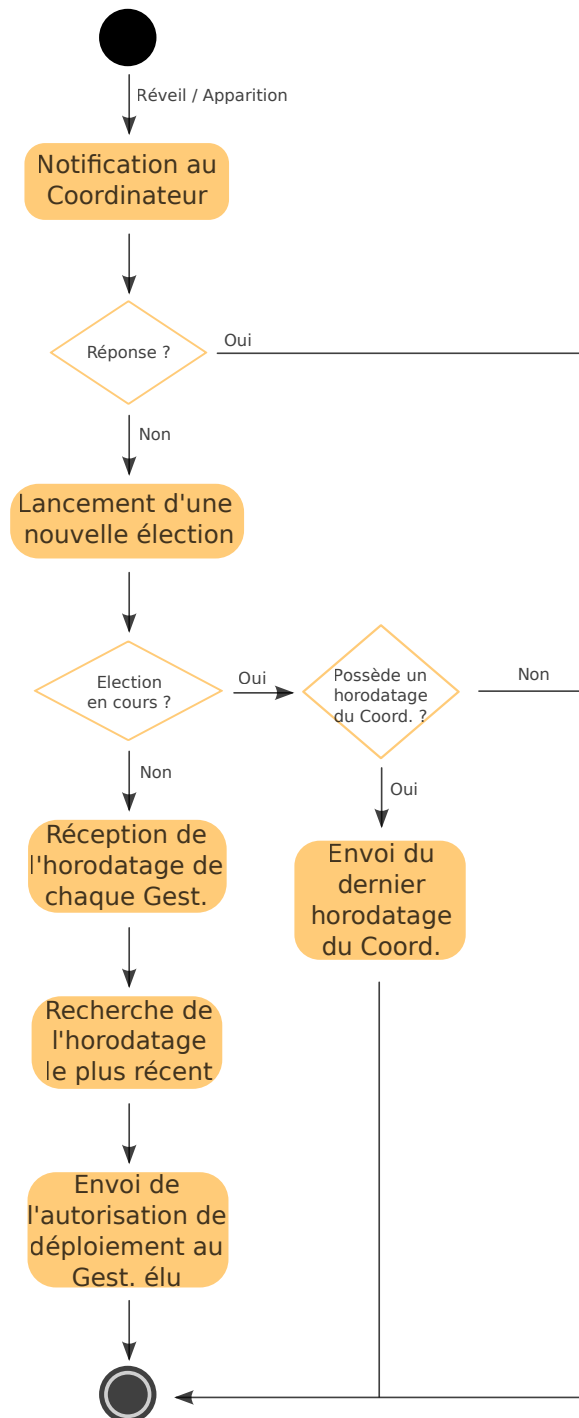 Réveil / Apparition
Notification au
Coordinateur
Réponse ?
Oui
Non
Lancement d'une
nouvelle élection
Election
en cours ?
Oui
Possède un
horodatage
du Coord. ?
Non
Non
Oui
Réception de
l'horodatage de
chaque Gest.
Envoi du
dernier
horodatage
du Coord.
Recherche de
l'horodatage
le plus récent
Envoi de
l'autorisation de
déploiement au
Gest. élu